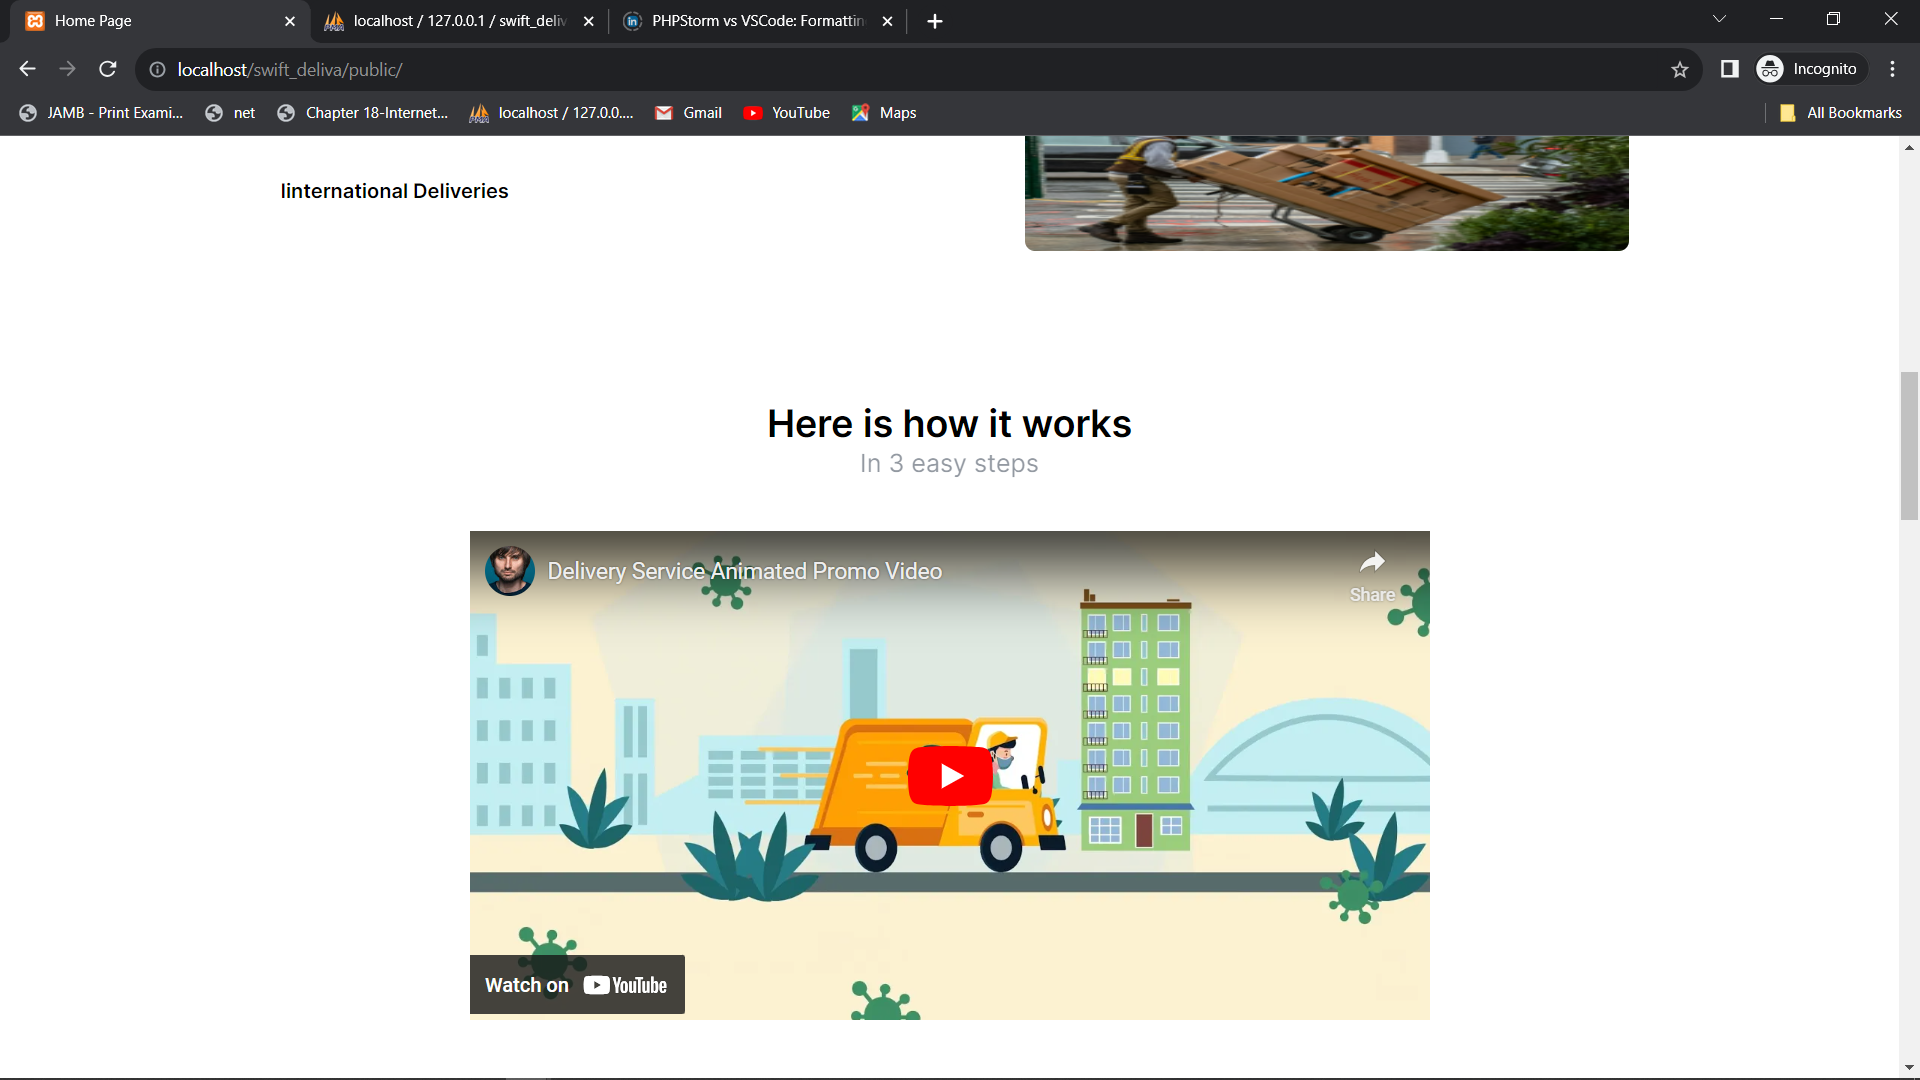 Home Page
localhost / 127.0.0.1 / swift_deliv
PHPStorm vs VSCode: Formattin
localhost/swift_deliva/public/
Incognito
JAMB - Print Exami...
net
Chapter 18-Internet...
localhost / 127.0.0....
Gmail
YouTube
Maps
All Bookmarks
Iinternational Deliveries
Here is how it works
In 3 easy steps
Delivery Service Animated Promo Video
Share
Watch on YouTube